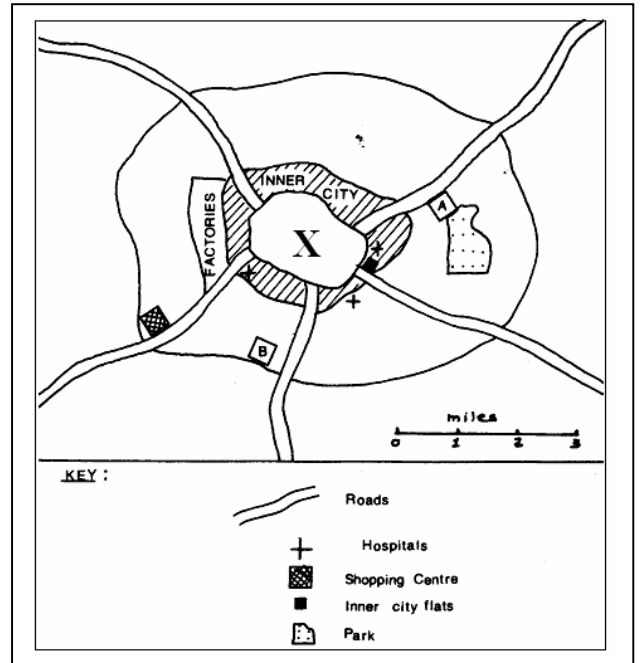 INNER
CITY
FACTORIES
X
A
B
miles
0 1 2 3
KEY :
Roads
Hospitals
Shopping Centre
Inner city flats
Park